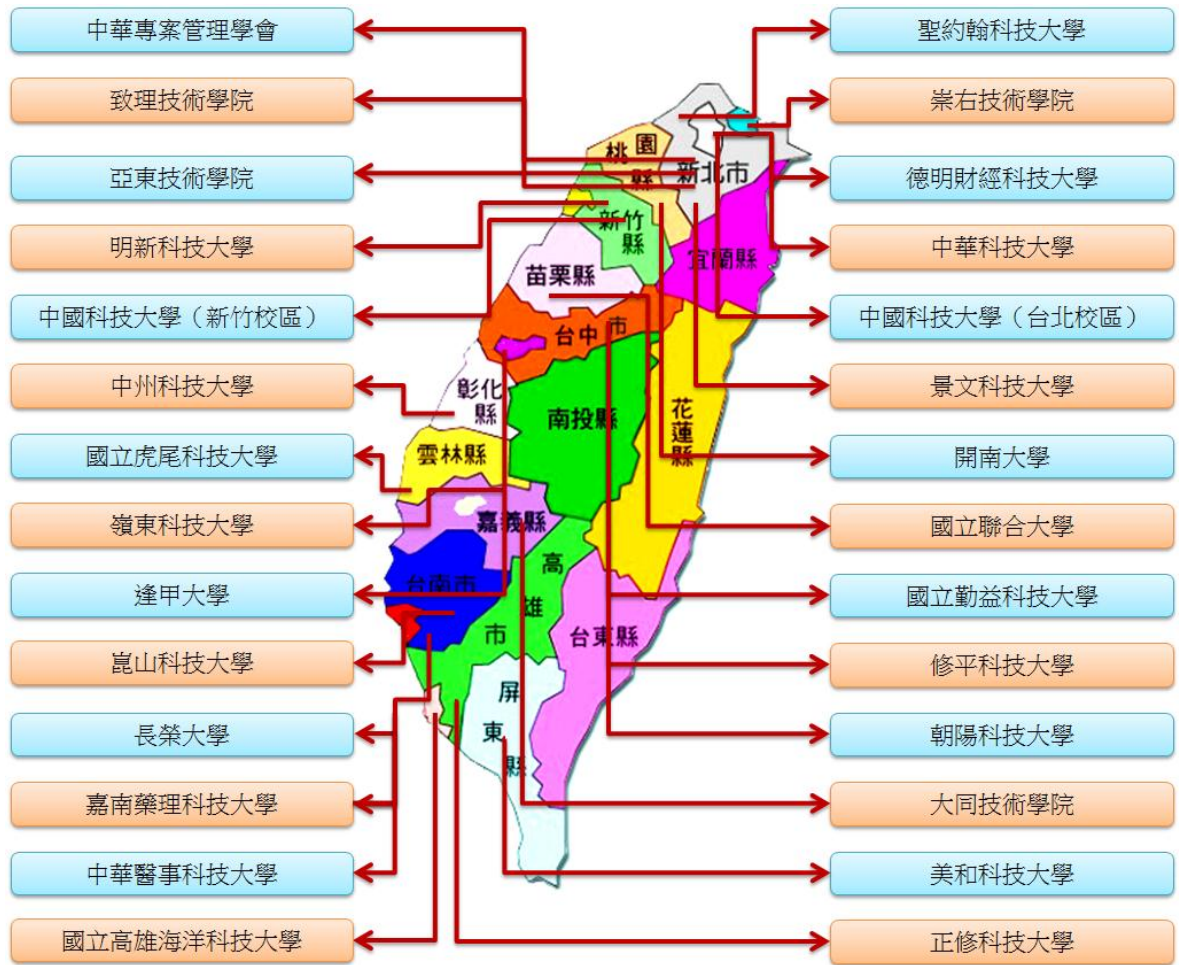 中華專案管理學會
致理技術學院
亞東技術學院
明新科技大學
中國科技大學（新竹校區）
中州科技大學
國立虎尾科技大學
嶺東科技大學
逢甲大學
崑山科技大學
長榮大學
嘉南藥理科技大學
中華醫事科技大學
國立高雄海洋科技大學
桃園縣
新北市
新竹縣
宜蘭縣
苗栗縣
台中市
彰化縣
南投縣
花蓮縣
雲林縣
嘉義縣
台南市
高雄市
台東縣
屏東縣
聖約翰科技大學
崇右技術學院
德明財經科技大學
中華科技大學
中國科技大學（台北校區）
景文科技大學
開南大學
國立聯合大學
國立勤益科技大學
修平科技大學
朝陽科技大學
大同技術學院
美和科技大學
正修科技大學